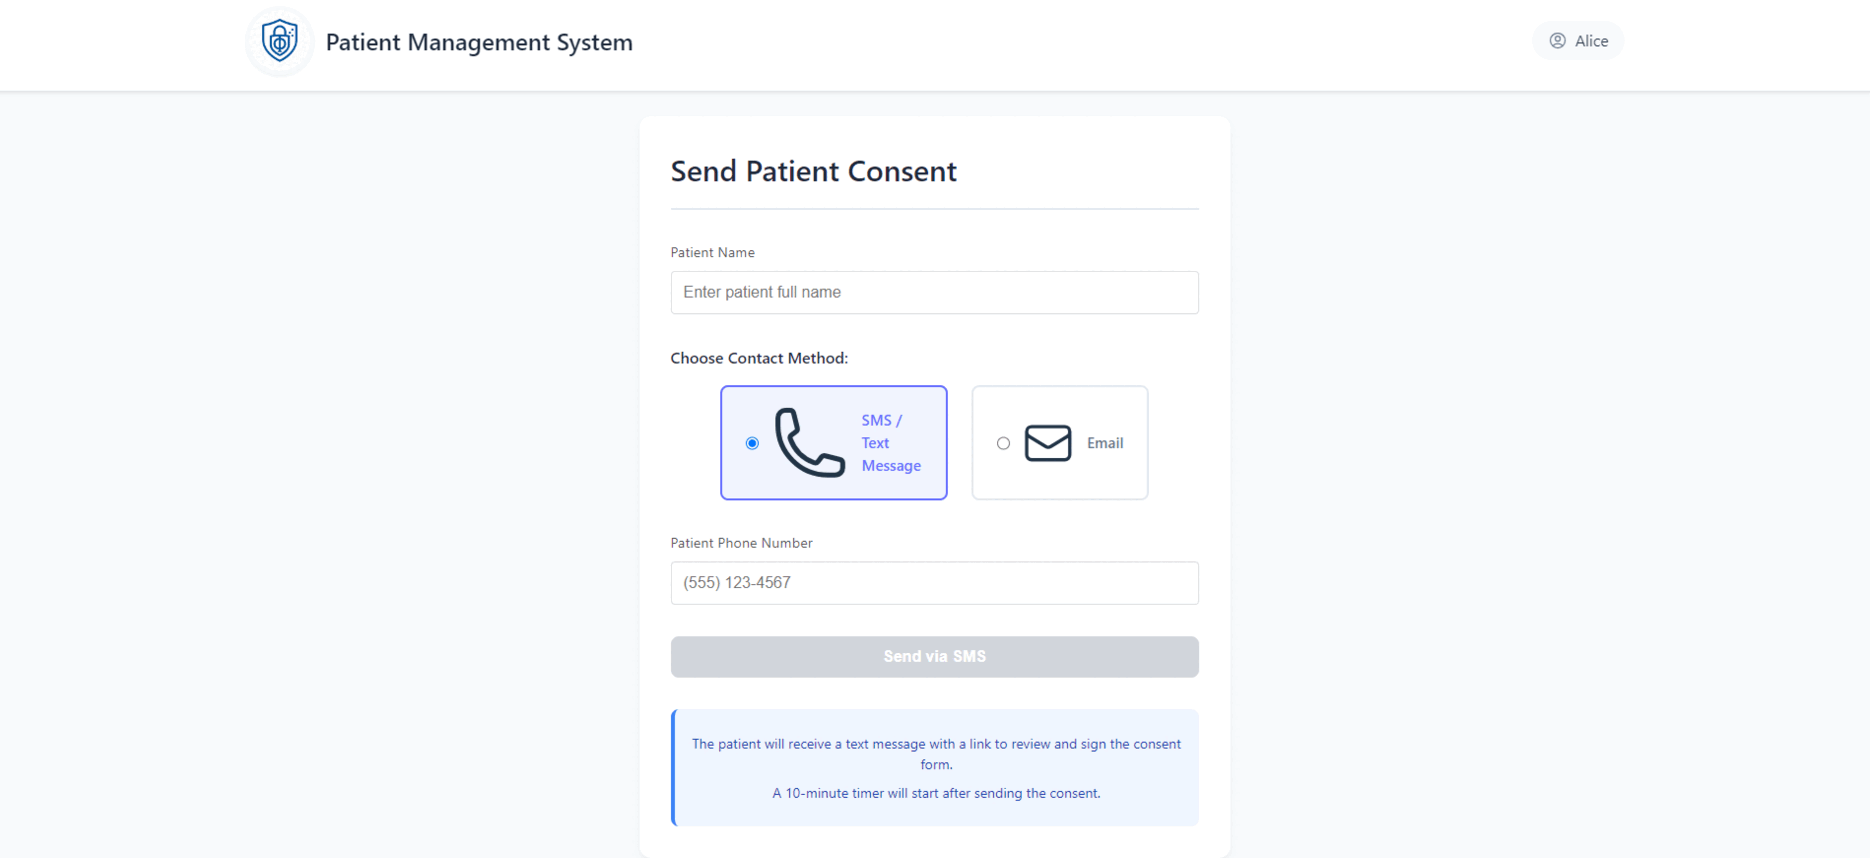 Patient Management System
Alice
Send Patient Consent
Patient Name
Enter patient full name
Choose Contact Method:
SMS /
Text
Message
Email
Patient Phone Number
(555) 123-4567
Send via SMS
The patient will receive a text message with a link to review and sign the consent
form.
A 10-minute timer will start after sending the consent.